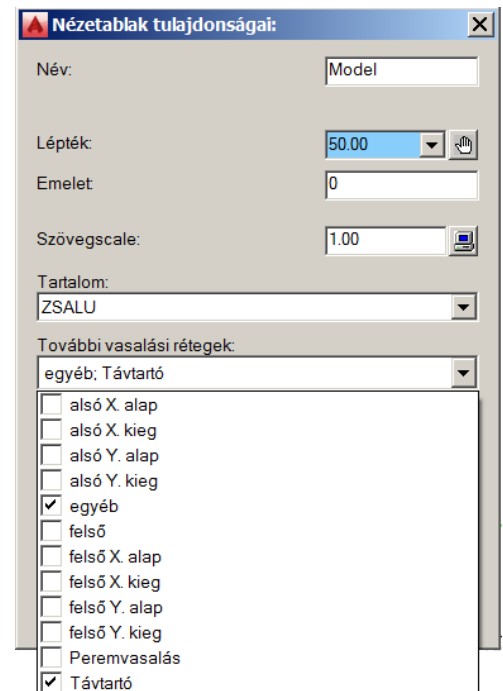 Nézetablak tulajdonságai:
Név: Model
Lépték: 50.00
Emelet: 0
Szövegscale: 1.00
Tartalom:
ZSALU
További vasalási rétegek:
egyéb; Távtartó
alsó X. alap
alsó X. kieg
alsó Y. alap
alsó Y. kieg
egyéb
felső
felső X. alap
felső X. kieg
felső Y. alap
felső Y. kieg
Peremvasalás
Távtartó